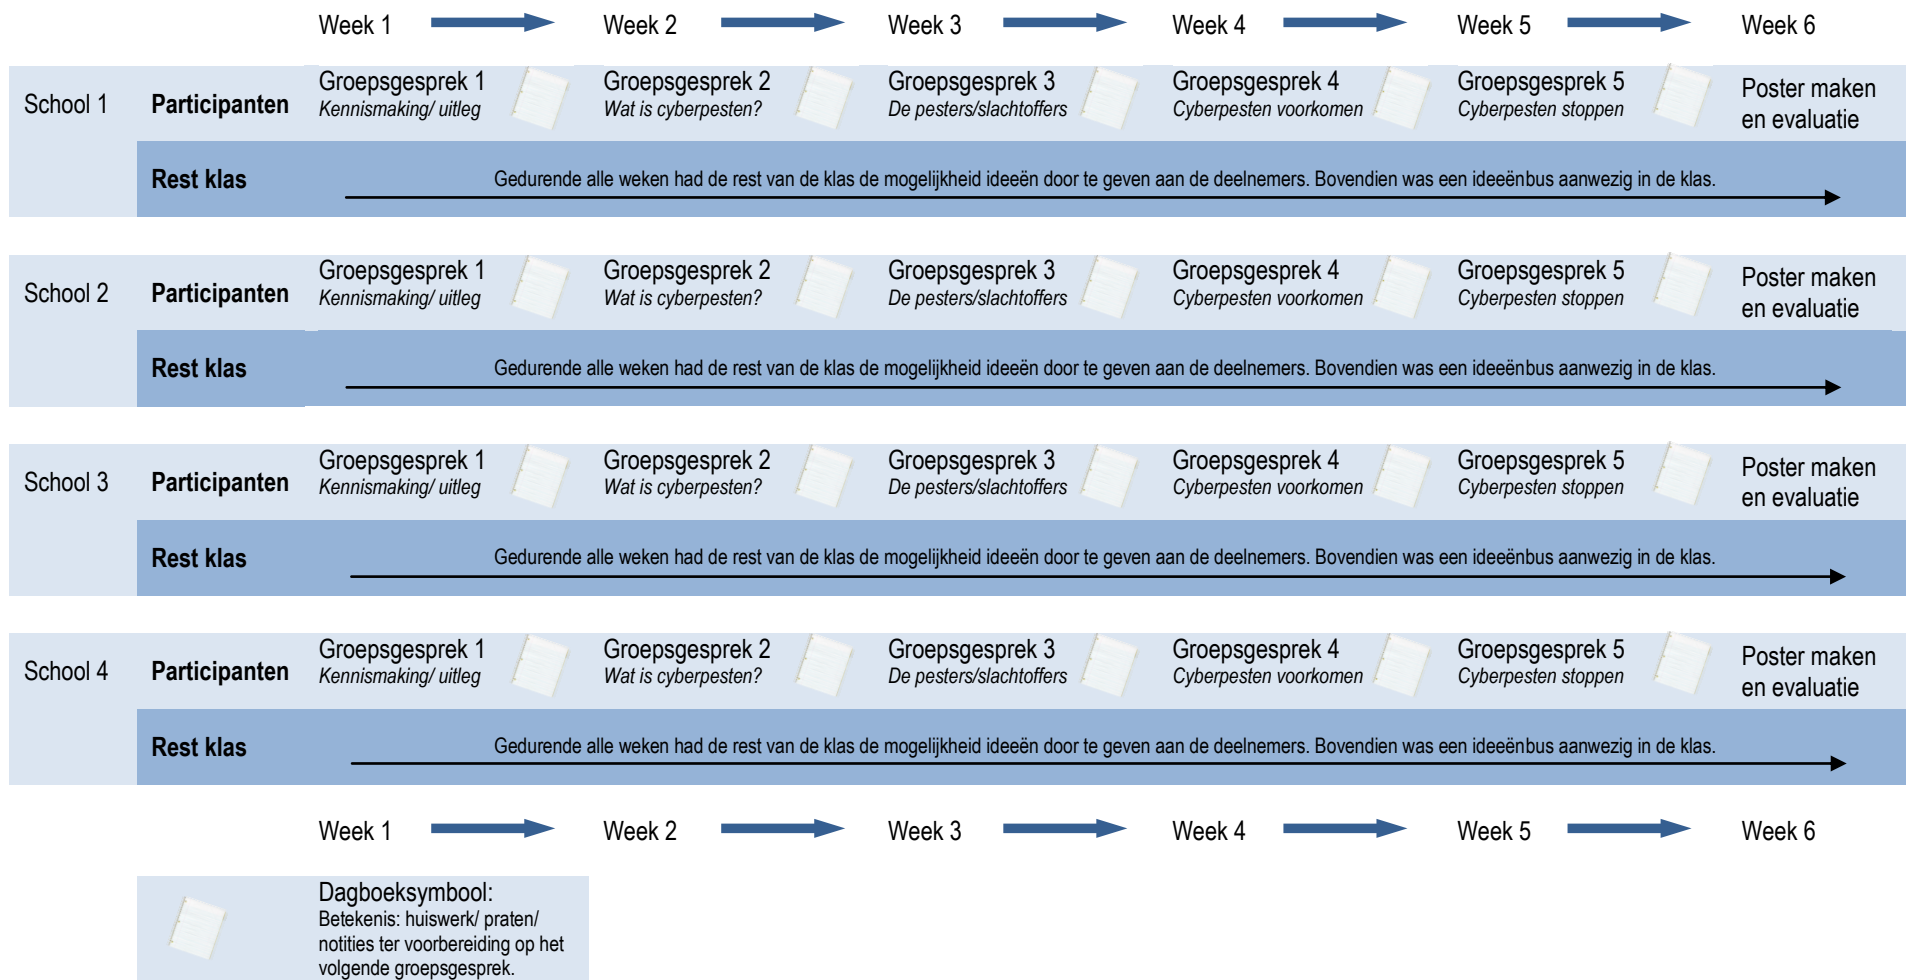 Week 1 Week 2 Week 3 Week 4 Week 5 Week 6
School 1
Participanten
Groepsgesprek 1
Kennismaking/ uitleg
Groepsgesprek 2
Wat is cyberpesten?
Groepsgesprek 3
De pesters/slachtoffers
Groepsgesprek 4
Cyberpesten voorkomen
Groepsgesprek 5
Cyberpesten stoppen
Poster maken
en evaluatie
Rest klas
Gedurende alle weken had de rest van de klas de mogelijkheid ideeën door te geven aan de deelnemers. Bovendien was een ideeënbus aanwezig in de klas.
School 2
Participanten
Groepsgesprek 1
Kennismaking/ uitleg
Groepsgesprek 2
Wat is cyberpesten?
Groepsgesprek 3
De pesters/slachtoffers
Groepsgesprek 4
Cyberpesten voorkomen
Groepsgesprek 5
Cyberpesten stoppen
Poster maken
en evaluatie
Rest klas
Gedurende alle weken had de rest van de klas de mogelijkheid ideeën door te geven aan de deelnemers. Bovendien was een ideeënbus aanwezig in de klas.
School 3
Participanten
Groepsgesprek 1
Kennismaking/ uitleg
Groepsgesprek 2
Wat is cyberpesten?
Groepsgesprek 3
De pesters/slachtoffers
Groepsgesprek 4
Cyberpesten voorkomen
Groepsgesprek 5
Cyberpesten stoppen
Poster maken
en evaluatie
Rest klas
Gedurende alle weken had de rest van de klas de mogelijkheid ideeën door te geven aan de deelnemers. Bovendien was een ideeënbus aanwezig in de klas.
School 4
Participanten
Groepsgesprek 1
Kennismaking/ uitleg
Groepsgesprek 2
Wat is cyberpesten?
Groepsgesprek 3
De pesters/slachtoffers
Groepsgesprek 4
Cyberpesten voorkomen
Groepsgesprek 5
Cyberpesten stoppen
Poster maken
en evaluatie
Rest klas
Gedurende alle weken had de rest van de klas de mogelijkheid ideeën door te geven aan de deelnemers. Bovendien was een ideeënbus aanwezig in de klas.
Week 1 Week 2 Week 3 Week 4 Week 5 Week 6
Dagboeksymbool:
Betekenis: huiswerk/ praten/
notities ter voorbereiding op het
volgende groepsgesprek.